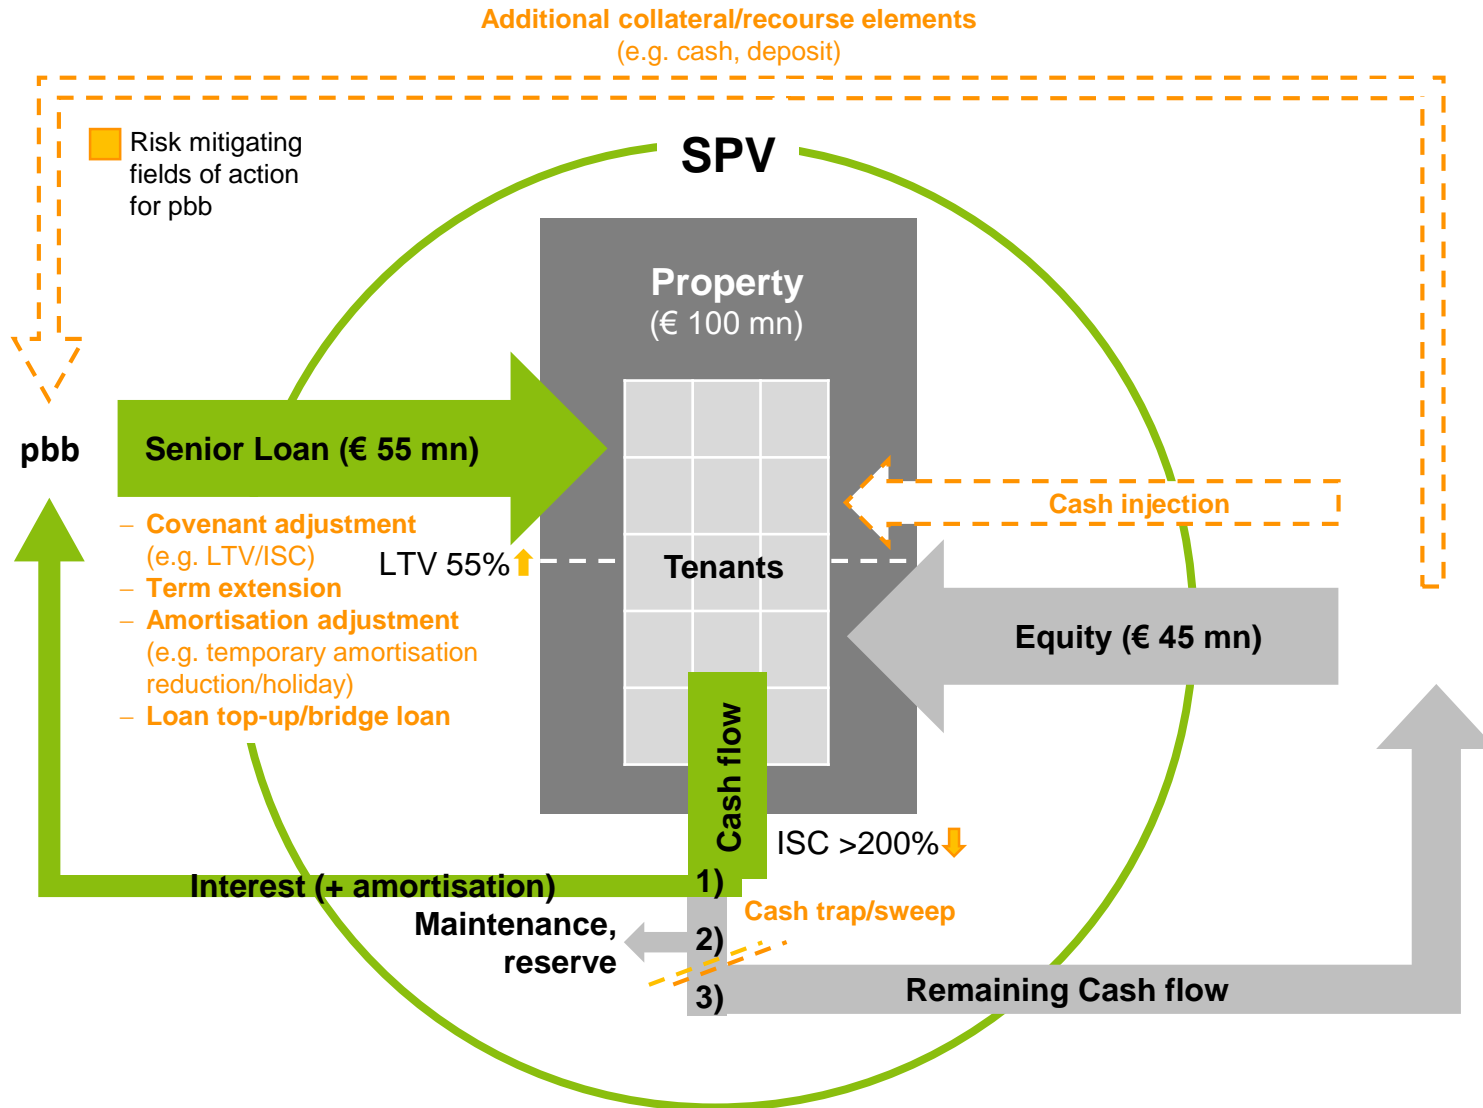 Additional collateral/recourse elements
(e.g. cash, deposit)
Risk mitigating
fields of action
for pbb
SPV
Property
(€ 100 mn)
pbb
Senior Loan (€ 55 mn)
Cash injection
– Covenant adjustment
(e.g. LTV/ISC)
– Term extension
– Amortisation adjustment
(e.g. temporary amortisation
reduction/holiday)
– Loan top-up/bridge loan
LTV 55%
Tenants
Equity (€ 45 mn)
Cash flow
ISC >200%
Interest (+ amortisation)
1)
Cash trap/sweep
Maintenance,
reserve
2)
3)
Remaining Cash flow